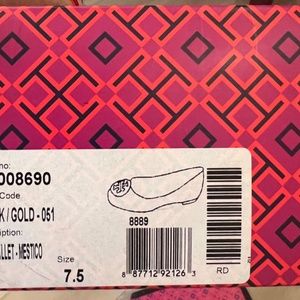 no:
008690
Code
K / GOLD - 051
ription:
LLET - MESTICO
Size
7.5
8889
8 87712 92126 3
RD